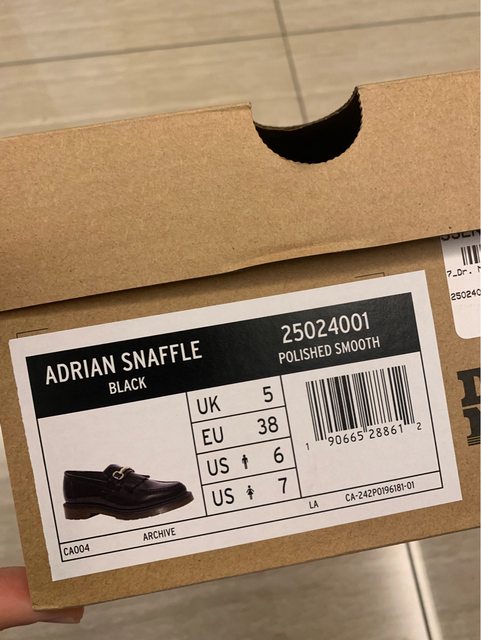 ADRIAN SNAFFLE
BLACK
25024001
POLISHED SMOOTH
UK 5
EU 38
US 6
US 7
1 90665 28861 2
CA004
ARCHIVE
LA
CA-242P0196181-01
7_Dr.